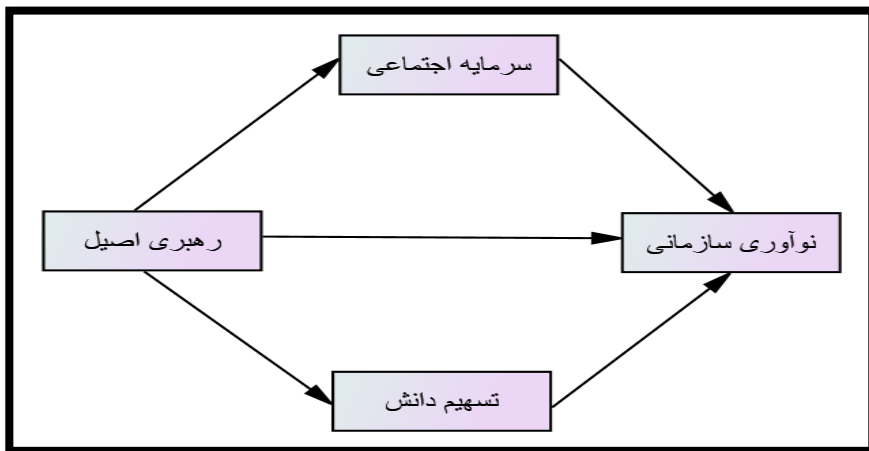 سرمایه اجتماعی
رهبری اصیل
نوآوری سازمانی
تسهیم دانش